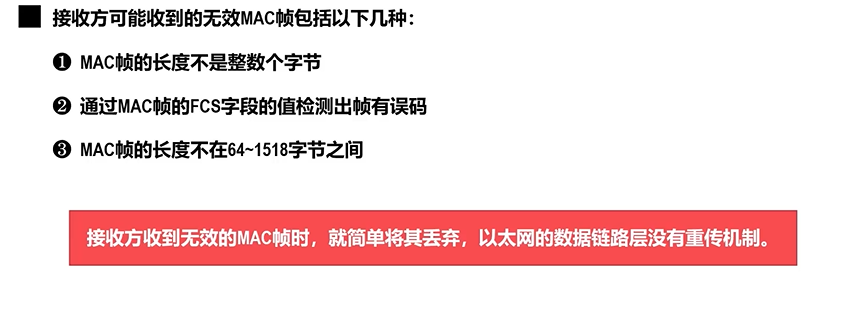 接收方可能收到的无效MAC帧包括以下几种：
❶ MAC帧的长度不是整数个字节
❷ 通过MAC帧的FCS字段的值检测出帧有误码
❸ MAC帧的长度不在64~1518字节之间
接收方收到无效的MAC帧时，就简单将其丢弃，以太网的数据链路层没有重传机制。